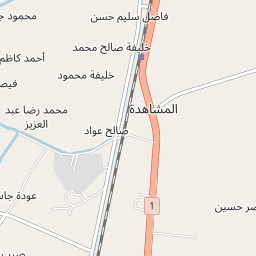 فاضل سليم حسن
محمود ج
خليفة صالح محمد
أحمد كاظم
خليفة محمود
فيص
المشاهدة
محمد رضا عبد
العزيز
صالح عواد
عودة جاس
1
صر حسين